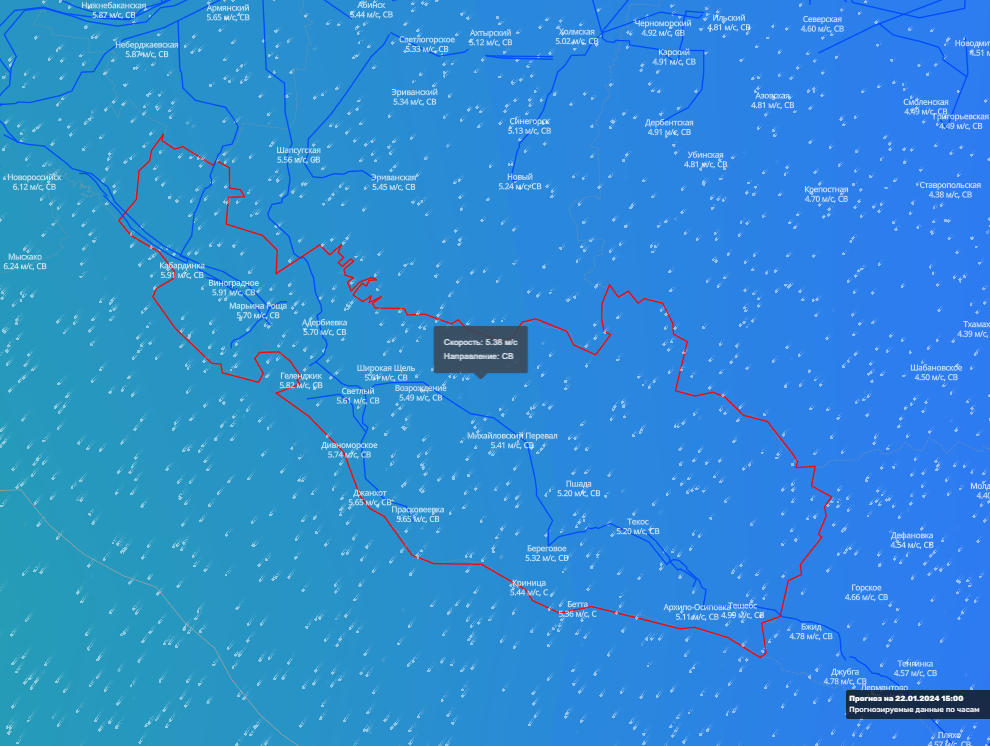 Нижнебаканская
5.87 м/с, СВ
Армянский
5.65 м/с, СВ
Абинск
5.44 м/с, СВ
Неберджаевская
5.87 м/с, СВ
Светлогорское
5.33 м/с, СВ
Ахтырский
5.12 м/с, СВ
Холмская
5.02 м/с, СВ
Черноморский
4.92 м/с, СВ
Ильский
4.81 м/с, СВ
Северская
4.60 м/с, СВ
Карский
4.91 м/с, СВ
Эриванский
5.34 м/с, СВ
Азовская
4.81 м/с, СВ
Смоленская
4.49 м/с, СВ
Григорьевская
4.49 м/с, СВ
Синегорск
5.13 м/с, СВ
Дербентская
4.91 м/с, СВ
Шапсугская
5.56 м/с, СВ
Убинская
4.81 м/с, СВ
Новороссийск
6.12 м/с, СВ
Эриванская
5.45 м/с, СВ
Новый
5.24 м/с, СВ
Крепостная
4.70 м/с, СВ
Ставропольская
4.38 м/с, СВ
Мысхако
6.24 м/с, СВ
Кабардинка
5.91 м/с, СВ
Виноградное
5.91 м/с, СВ
Марьина Роща
5.70 м/с, СВ
Адербиевка
5.70 м/с, СВ
Скорость: 5.38 м/с
Направление: СВ
4.39 м/с,
Геленджик
5.82 м/с, СВ
Широкая Щель
5.61 м/с, СВ
Светлый
5.61 м/с, СВ
Возрождение
5.49 м/с, СВ
Шабановское
4.50 м/с, СВ
Дивноморское
5.74 м/с, СВ
Михайловский Перевал
5.41 м/с, СВ
Джанхот
5.65 м/с, СВ
Прасковеевка
5.65 м/с, СВ
Пшада
5.20 м/с, СВ
Текос
5.20 м/с, СВ
Береговое
5.32 м/с, СВ
Дефановка
4.54 м/с, СВ
Криница
5.44 м/с, С
Бетта
5.36 м/с, С
Архипо-Осиповка
5.11 м/с, СВ
Тешебс
4.99 м/с, СВ
Горское
4.66 м/с, СВ
Бжид
4.78 м/с, СВ
Джубга
4.78 м/с, СВ
Тенгинка
4.57 м/с, СВ
Прогноз на 22.01.2024 15:00
Прогнозируемые данные по часам
Пляхо
4.57 м/с, СВ